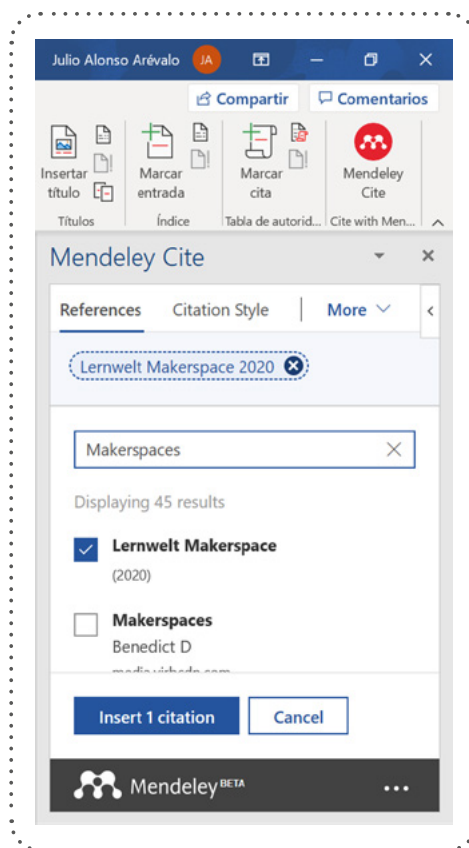 Julio Alonso Arévalo JA
Compartir Comentarios
Insertar título
Marcar entrada
Marcar cita
Mendeley Cite
Títulos Índice Tabla de autorid... Cite with Men...
Mendeley Cite
References Citation Style More
Lernwelt Makerspace 2020
Makerspaces
Displaying 45 results
Lernwelt Makerspace
(2020)
Makerspaces
Benedict D
Insert 1 citation Cancel
Mendeley BETA